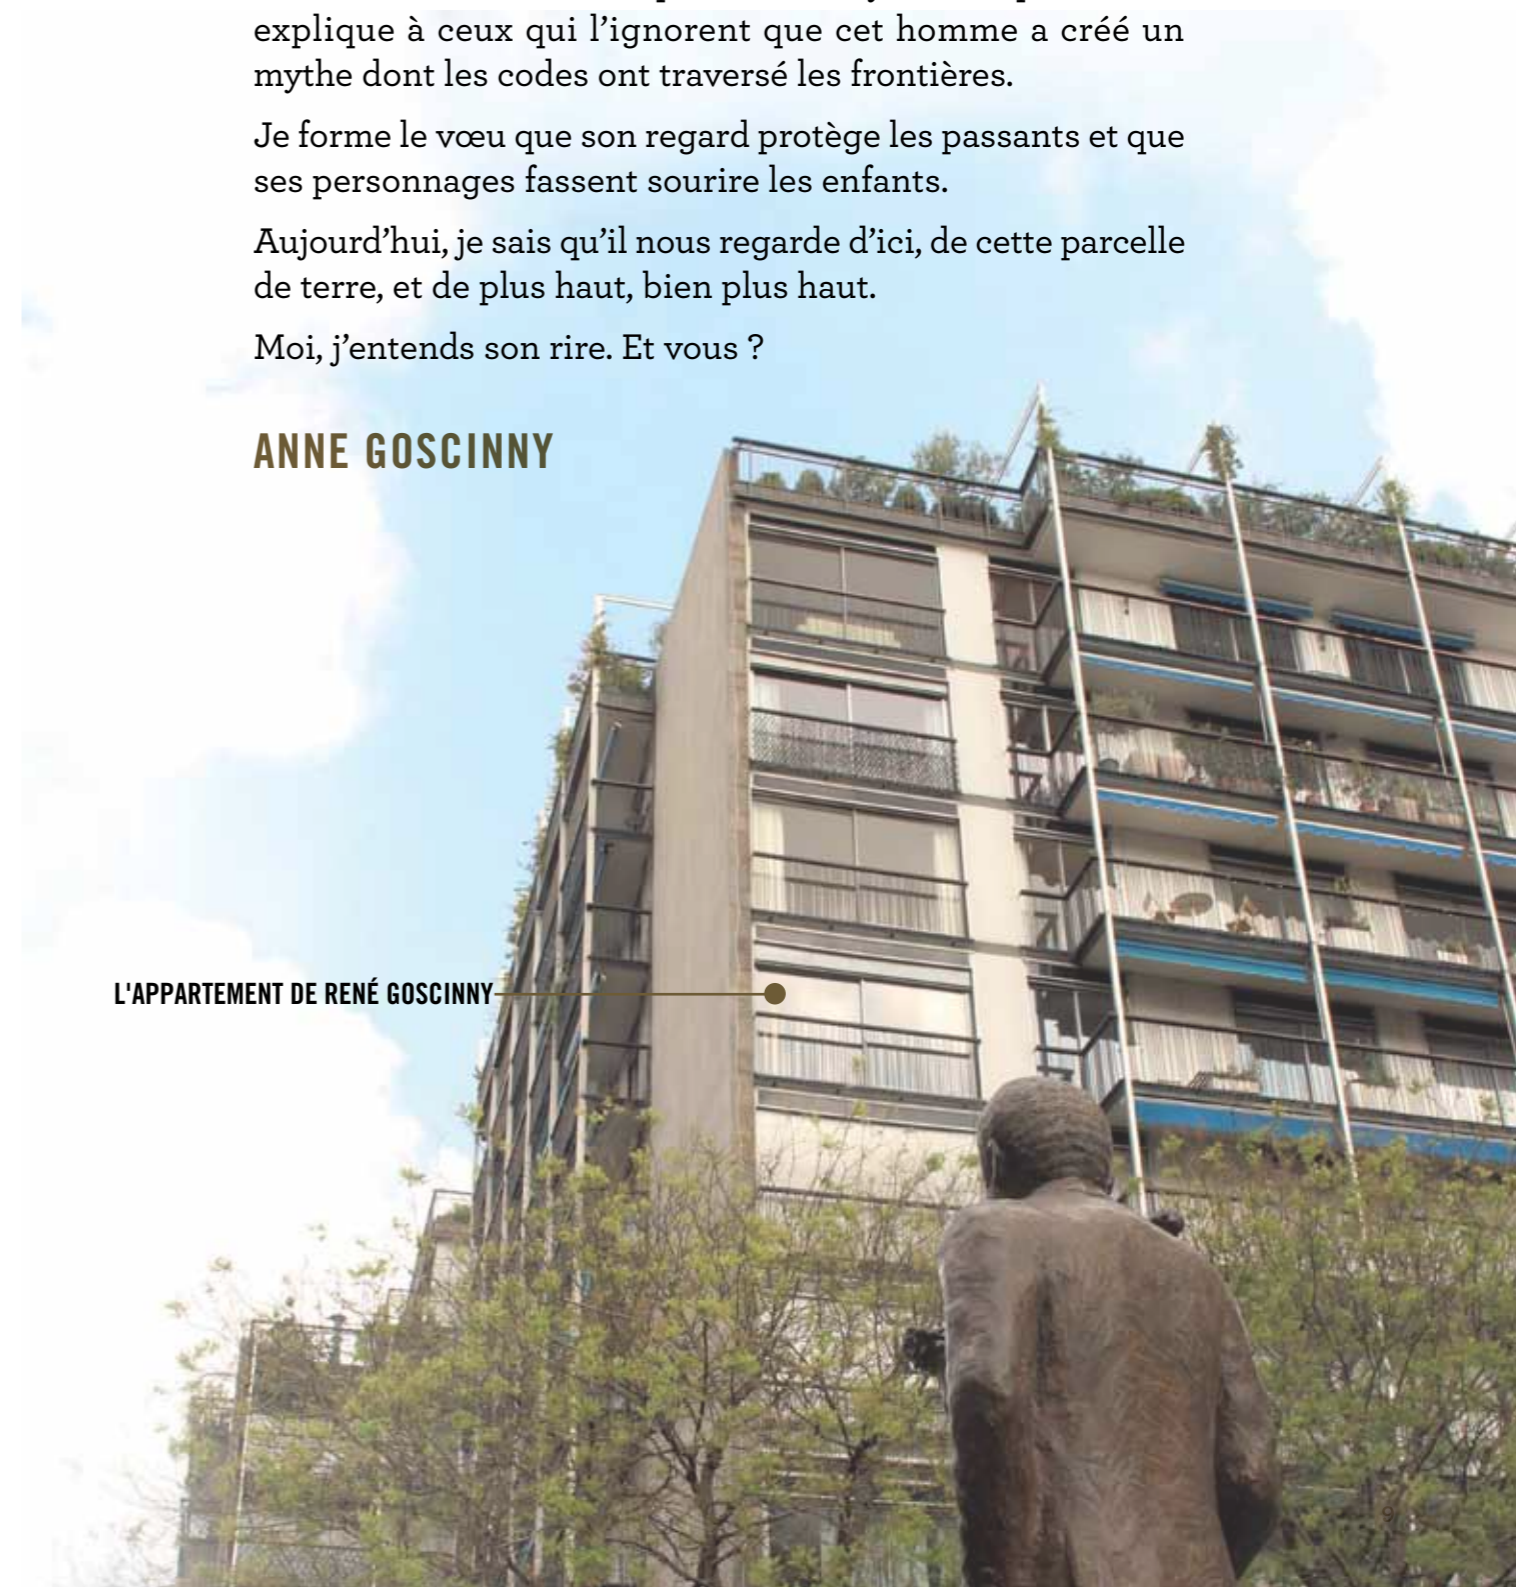 explique à ceux qui l’ignorent que cet homme a créé un
mythe dont les codes ont traversé les frontières.
Je forme le vœu que son regard protège les passants et que
ses personnages fassent sourire les enfants.
Aujourd’hui, je sais qu’il nous regarde d’ici, de cette parcelle
de terre, et de plus haut, bien plus haut.
Moi, j’entends son rire. Et vous ?
ANNE GOSCINNY
L'APPARTEMENT DE RENÉ GOSCINNY
9